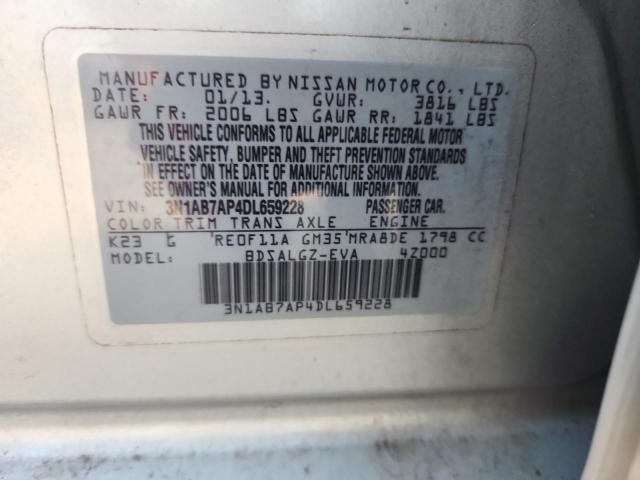 MANUFACTURED BY NISSAN MOTOR CO., LTD.
DATE: 01/13. GVWR: 3816 LBS
GAWR FR: 2006 LBS GAWR RR: 1841 LBS
THIS VEHICLE CONFORMS TO ALL APPLICABLE FEDERAL MOTOR
VEHICLE SAFETY, BUMPER AND THEFT PREVENTION STANDARDS
IN EFFECT ON THE DATE OF MANUFACTURE SHOWN ABOVE.
SEE OWNER'S MANUAL FOR ADDITIONAL INFORMATION
VIN: 3N1AB7AP4DL659228 PASSENGER CAR.
COLOR TRIM TRANS AXLE ENGINE
K23 G RE0F11A GM35 MRA8DE 1798 CC
MODEL: BDSALGZ-EVA 4Z000
3N1AB7AP4DL659228